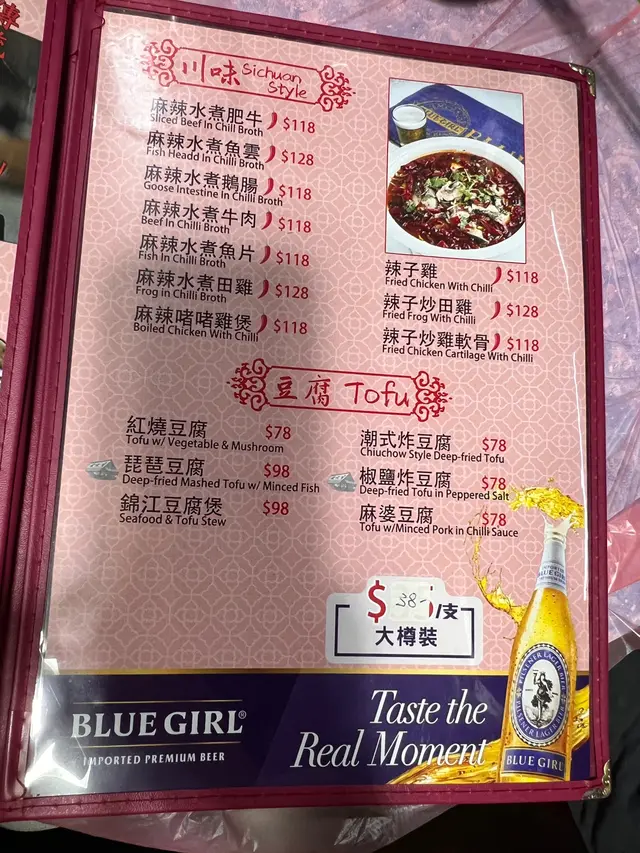 川味 Sichuan Style
麻辣水煮肥牛 $118
Sliced Beef In Chill Broth
麻辣水煮魚雲 $128
Fish Headd In Chilli Broth
麻辣水煮鵝腸 $118
Goose Intestine In Chilli Broth
麻辣水煮牛肉 $118
Beef In Chilli Broth
麻辣水煮魚片 $118
Fish In Chilli Broth
麻辣水煮田雞 $128
Frog in Chilli Broth
麻辣啫啫雞煲 $118
Boiled Chicken With Chilli
辣子雞 $118
Fried Chicken With Chilli
辣子炒田雞 $128
Fried Frog With Chilli
辣子炒雞軟骨 $118
Fried Chicken Cartilage With Chilli
豆腐 Tofu
紅燒豆腐 $78
Tofu w/ Vegetable & Mushroom
琵琶豆腐 $98
Deep-fried Mashed Tofu w/ Minced Fish
錦江豆腐煲 $98
Seafood & Tofu Stew
潮式炸豆腐 $78
Chiuchow Style Deep-fried Tofu
椒鹽炸豆腐 $78
Deep-fried Tofu in Peppered Salt
麻婆豆腐 $78
Tofu w/Minced Pork in Chilli Sauce
$ 38- /支
大樽裝
BLUE GIRL®
IMPORTED PREMIUM BEER
Taste the
Real Moment
PILSENER LAGER BEER
BLUE GIRL